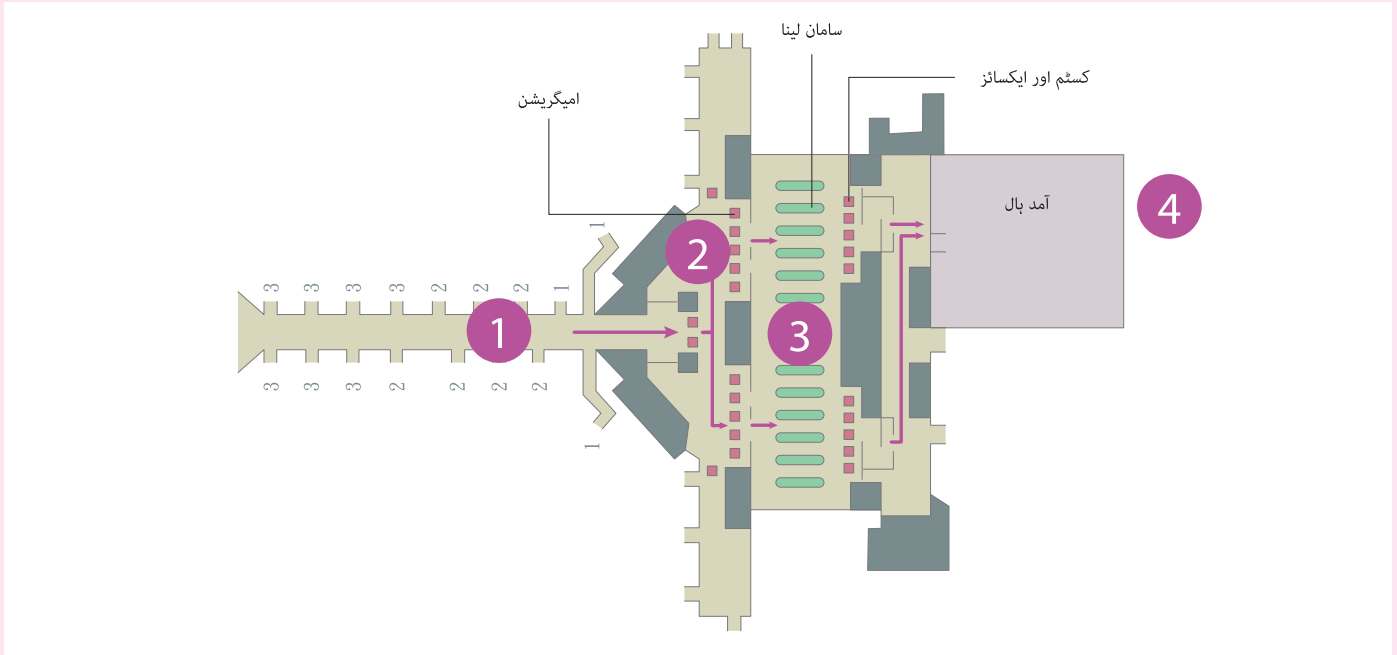 سامان لینا
کسٹم اور ایکسائز
امیگریشن
آمد ہال
4
1
2
3 3 3 3 2 2 2 1
1
3
3 3 3 2 2 2 2
1